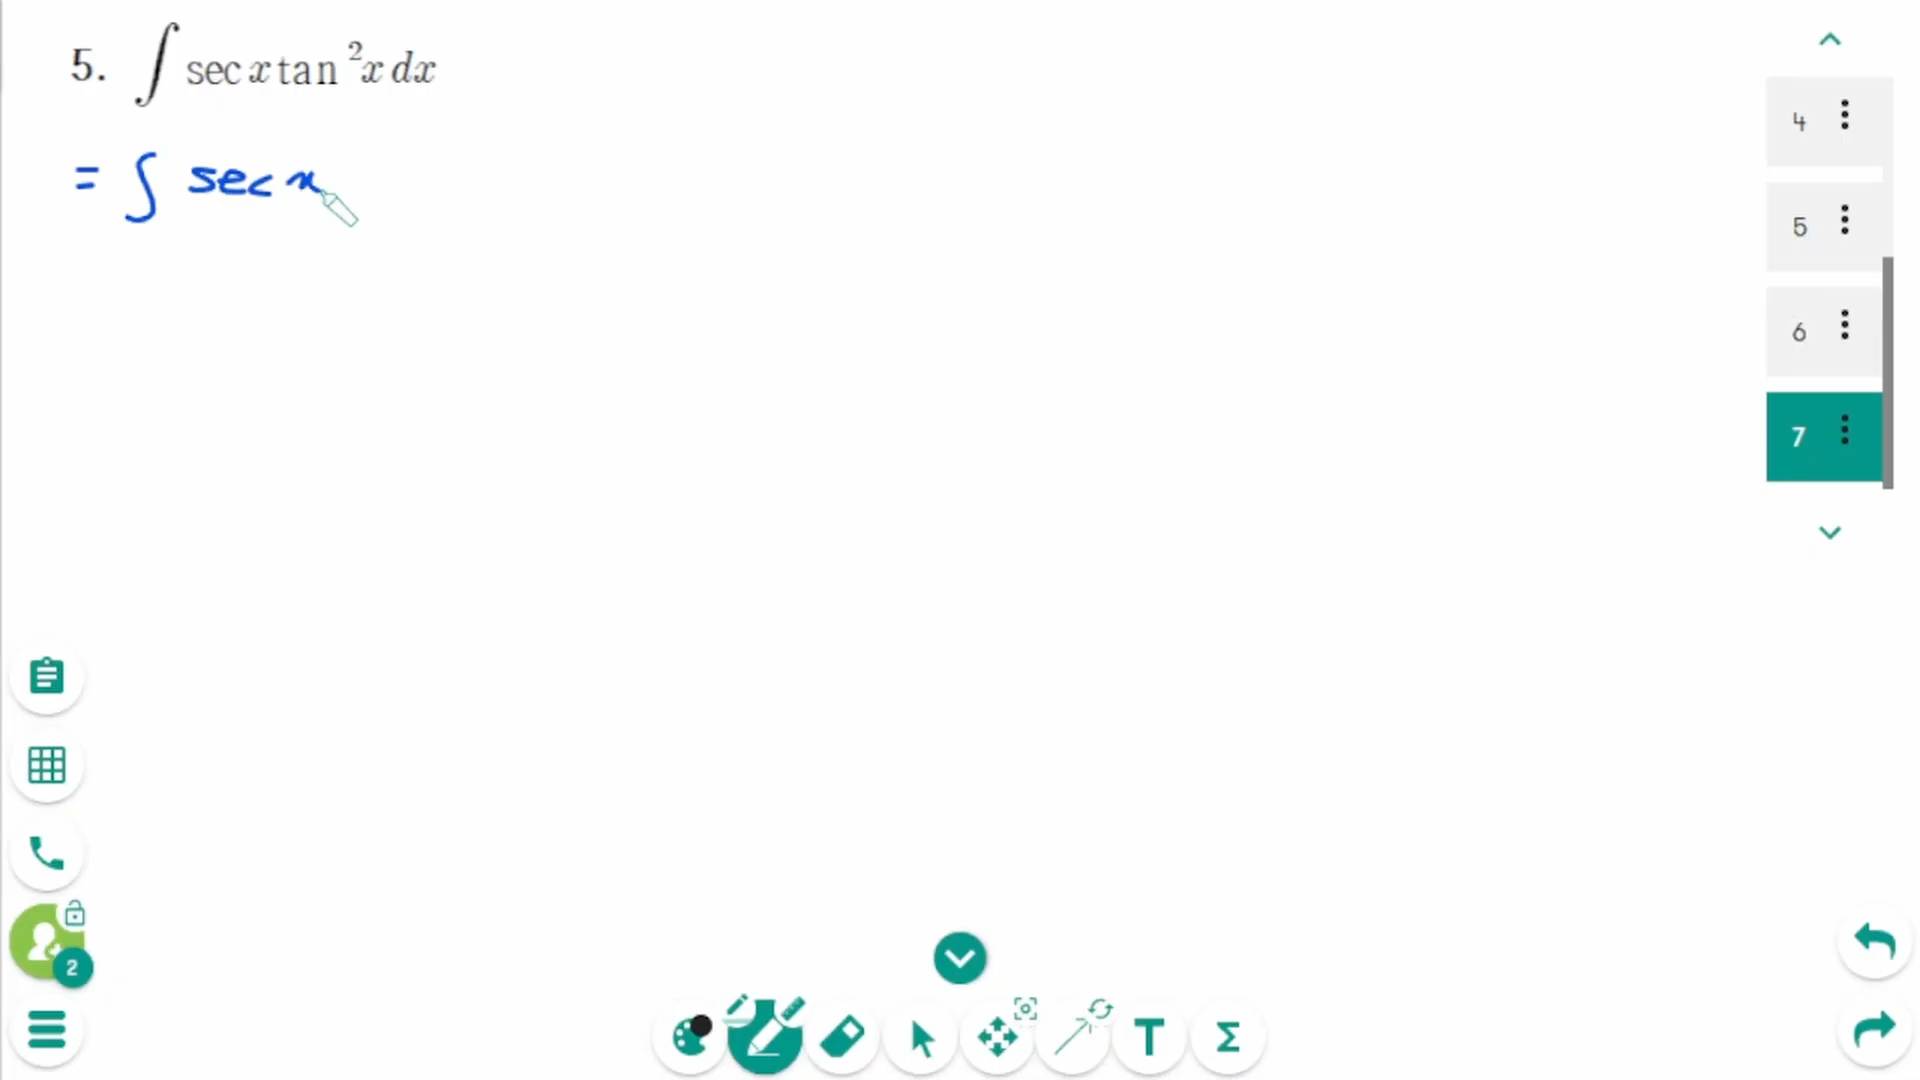 5. ∫ sec x tan ²x dx
= ∫ sec x
4
5
6
7
2
T
Σ